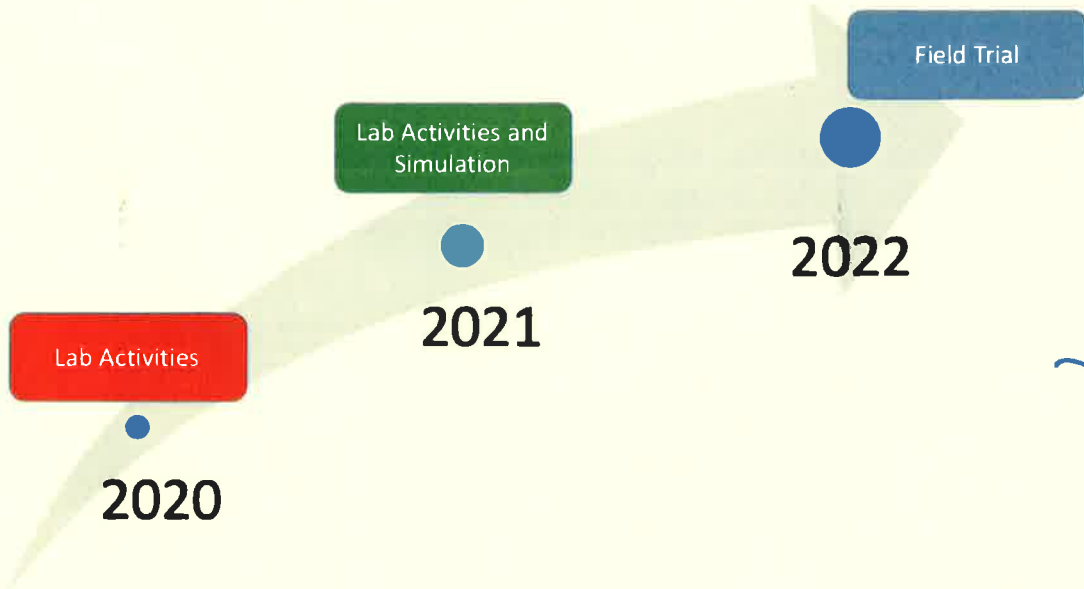 Field Trial
Lab Activities and
Simulation
2022
2021
Lab Activities
2020